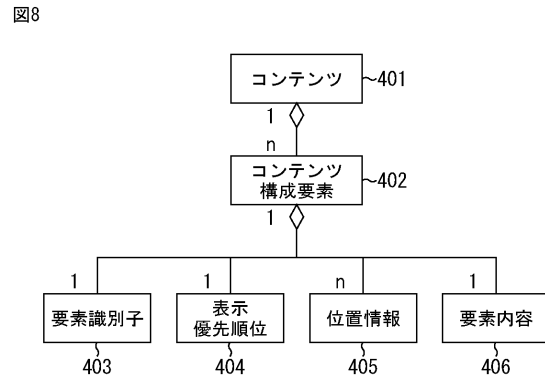 図8
コンテンツ
401
1
n
コンテンツ
構成要素
402
1
1
1
n
1
要素識別子
表示
優先順位
位置情報
要素内容
403
404
405
406